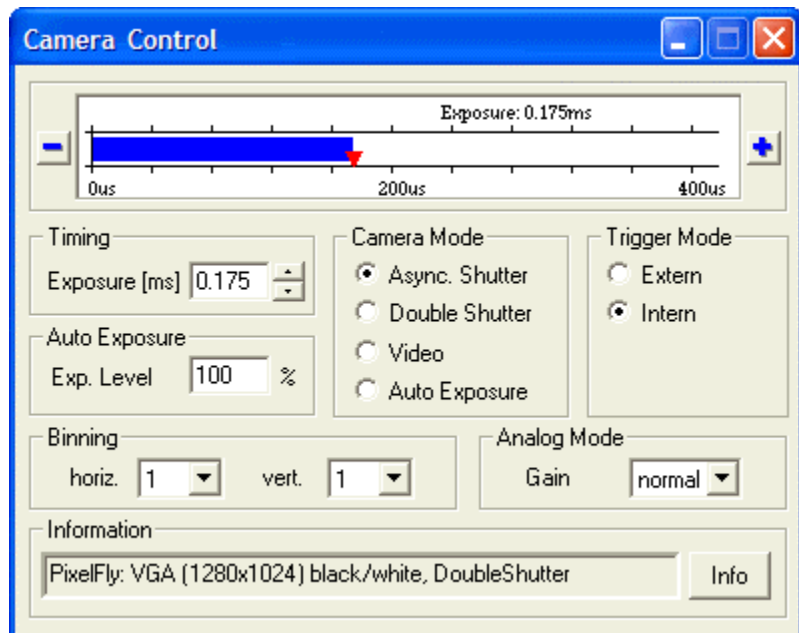 Camera Control
Exposure: 0.175ms
0us 200us 400us
Timing
Exposure [ms] 0.175
Camera Mode
Async. Shutter
Double Shutter
Video
Auto Exposure
Trigger Mode
Extern
Intern
Auto Exposure
Exp. Level 100 %
Binning
horiz. 1 vert. 1
Analog Mode
Gain normal
Information
PixelFly: VGA (1280x1024) black/white, DoubleShutter
Info